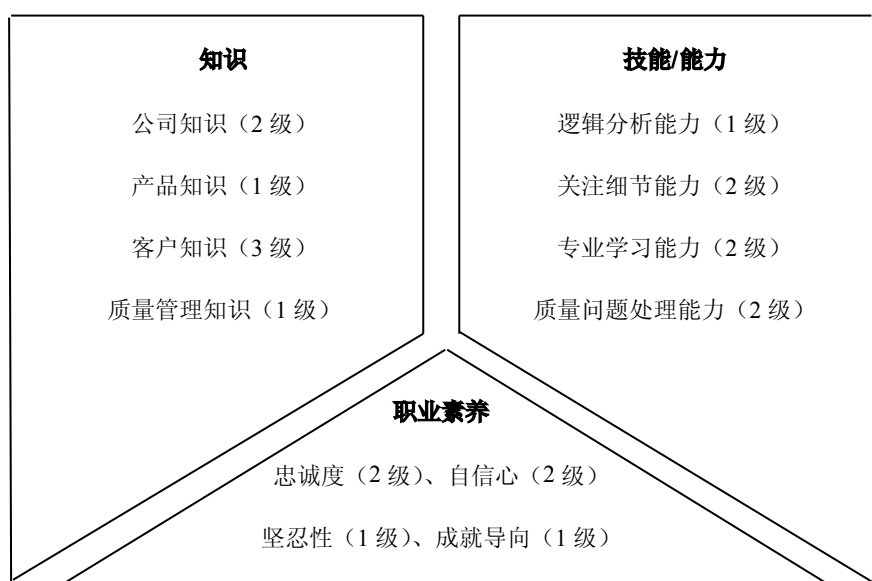 知识
公司知识（2 级）
产品知识（1 级）
客户知识（3 级）
质量管理知识（1 级）
技能/能力
逻辑分析能力（1 级）
关注细节能力（2 级）
专业学习能力（2 级）
质量问题处理能力（2 级）
职业素养
忠诚度（2 级）、自信心（2 级）
坚忍性（1 级）、成就导向（1 级）